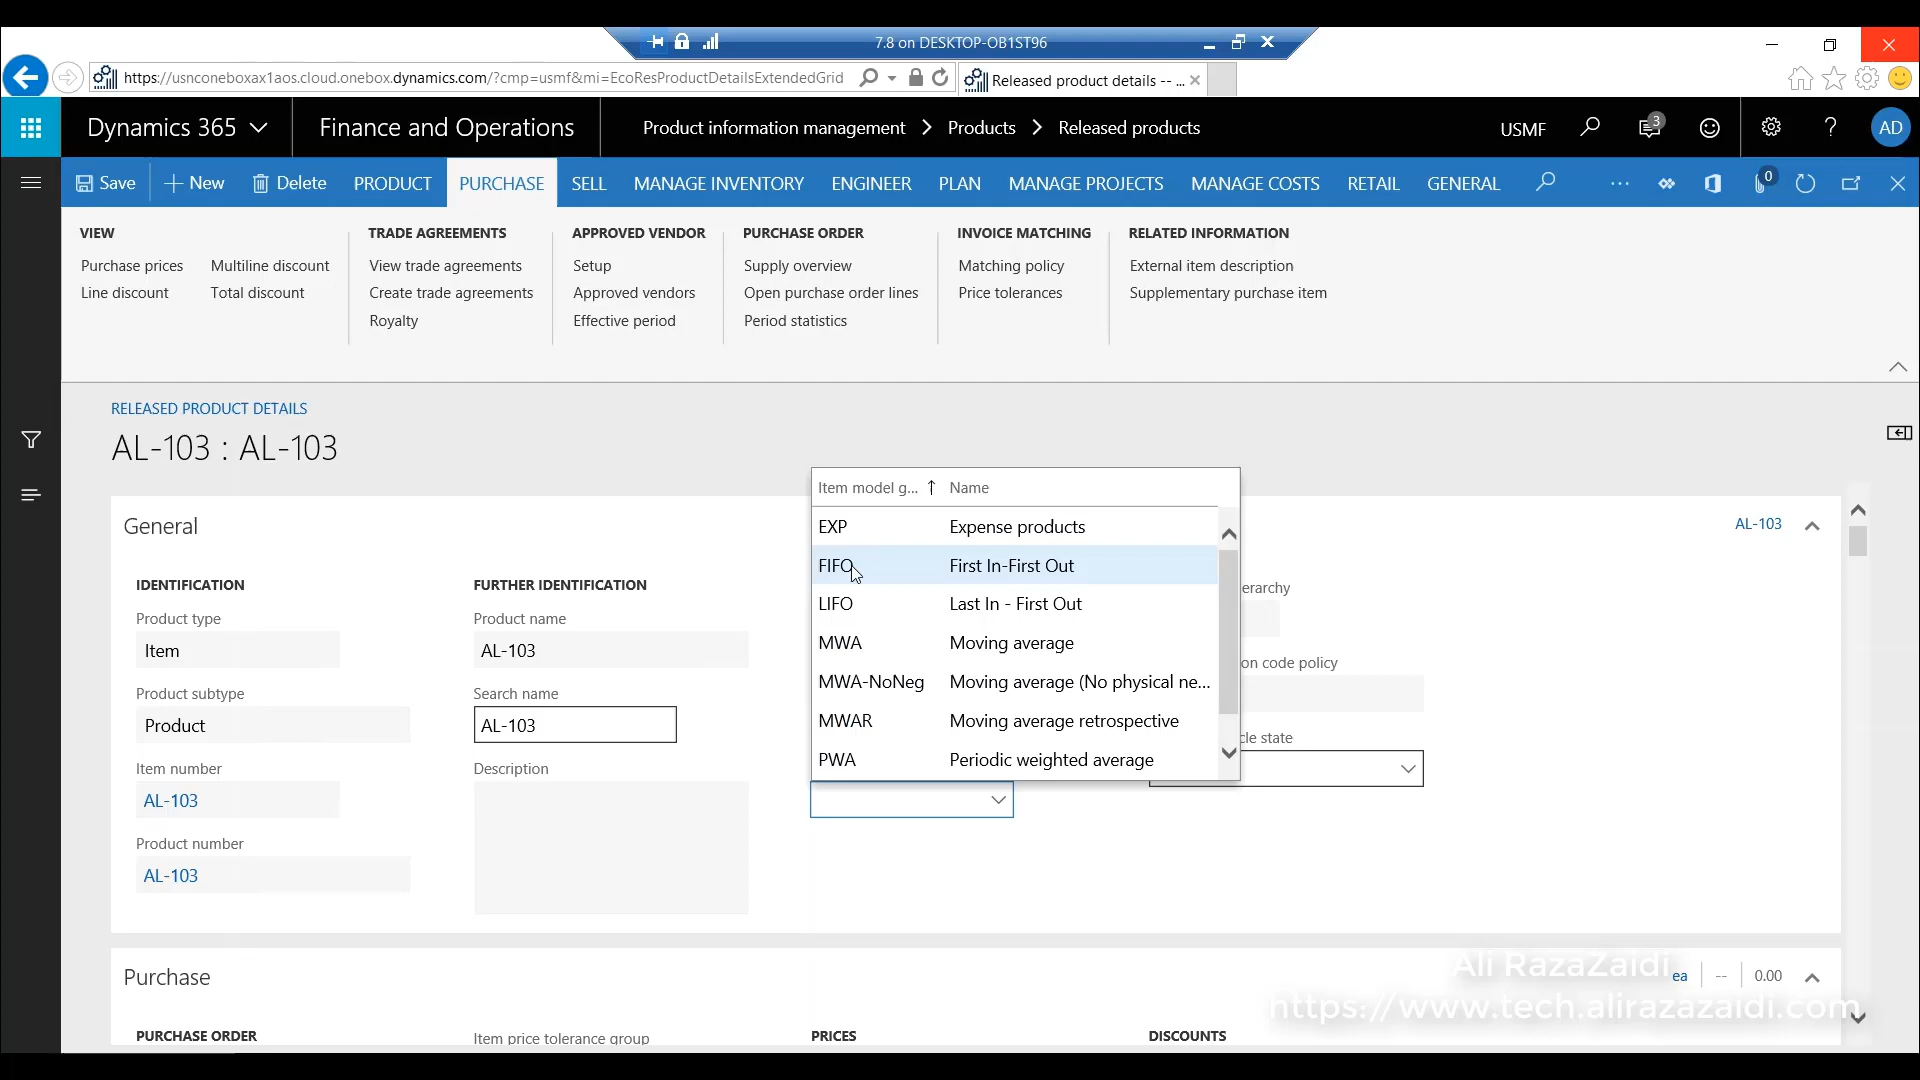 7.8 on DESKTOP-OB1ST96
https://usnconeboxax1aos.cloud.onebox.dynamics.com/?cmp=usmf&mi=EcoResProductDetailsExtendedGrid
Released product details -- ...
Dynamics 365
Finance and Operations
Product information management > Products > Released products
USMF
3
?
AD
Save
New
Delete
PRODUCT
PURCHASE
SELL
MANAGE INVENTORY
ENGINEER
PLAN
MANAGE PROJECTS
MANAGE COSTS
RETAIL
GENERAL
...
0
VIEW
Purchase prices
Multiline discount
Line discount
Total discount
TRADE AGREEMENTS
View trade agreements
Create trade agreements
Royalty
APPROVED VENDOR
Setup
Approved vendors
Effective period
PURCHASE ORDER
Supply overview
Open purchase order lines
Period statistics
INVOICE MATCHING
Matching policy
Price tolerances
RELATED INFORMATION
External item description
Supplementary purchase item
RELEASED PRODUCT DETAILS
AL-103 : AL-103
General
AL-103
IDENTIFICATION
Product type
Item
Product subtype
Product
Item number
AL-103
Product number
AL-103
FURTHER IDENTIFICATION
Product name
AL-103
Search name
AL-103
Description
Item model g... Name
EXP Expense products
FIFO First In-First Out
LIFO Last In - First Out
MWA Moving average
MWA-NoNeg Moving average (No physical ne...
MWAR Moving average retrospective
PWA Periodic weighted average
erarchy
on code policy
cle state
Purchase
ea
--
0.00
PURCHASE ORDER
Item price tolerance group
PRICES
DISCOUNTS
Ali RazaZaidi
https://www.tech.alirazazaidi.com